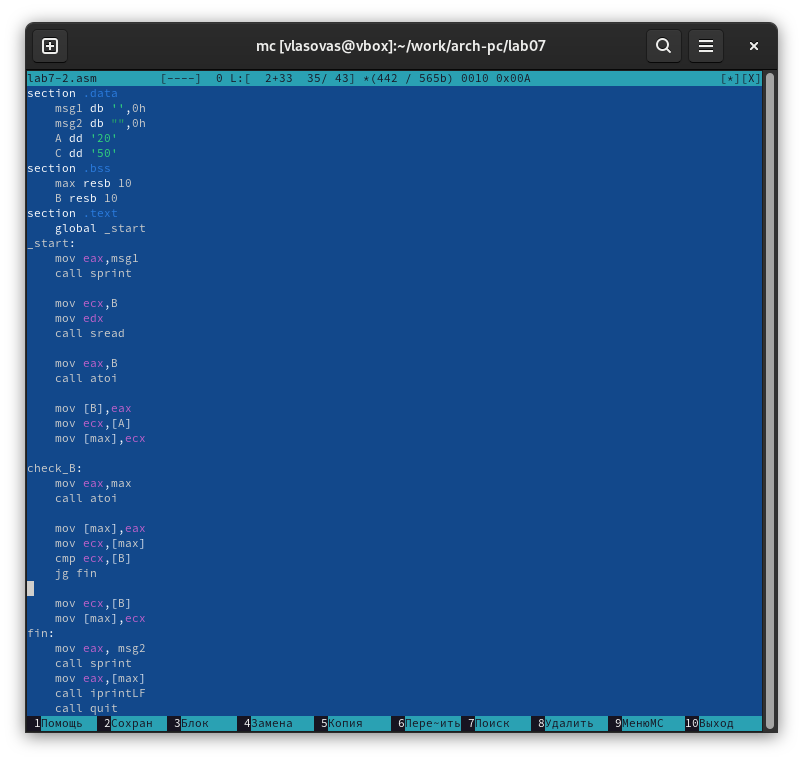 mc [vlasovas@vbox]:~/work/arch-pc/lab07
lab7-2.asm [----] 0 L:[ 2+33 35/ 43] *(442 / 565b) 0010 0x00A [*][X]
section .data
msg1 db '',0h
msg2 db "",0h
A dd '20'
C dd '50'
section .bss
max resb 10
B resb 10
section .text
global _start
_start:
mov eax,msg1
call sprint
mov ecx,B
mov edx
call sread
mov eax,B
call atoi
mov [B],eax
mov ecx,[A]
mov [max],ecx
check_B:
mov eax,max
call atoi
mov [max],eax
mov ecx,[max]
cmp ecx,[B]
jg fin
mov ecx,[B]
mov [max],ecx
fin:
mov eax, msg2
call sprint
mov eax,[max]
call iprintLF
call quit
1Помощь 2Сохран 3Блок 4Замена 5Копия 6Пере~ить 7Поиск 8Удалить 9МенюМС 10Выход